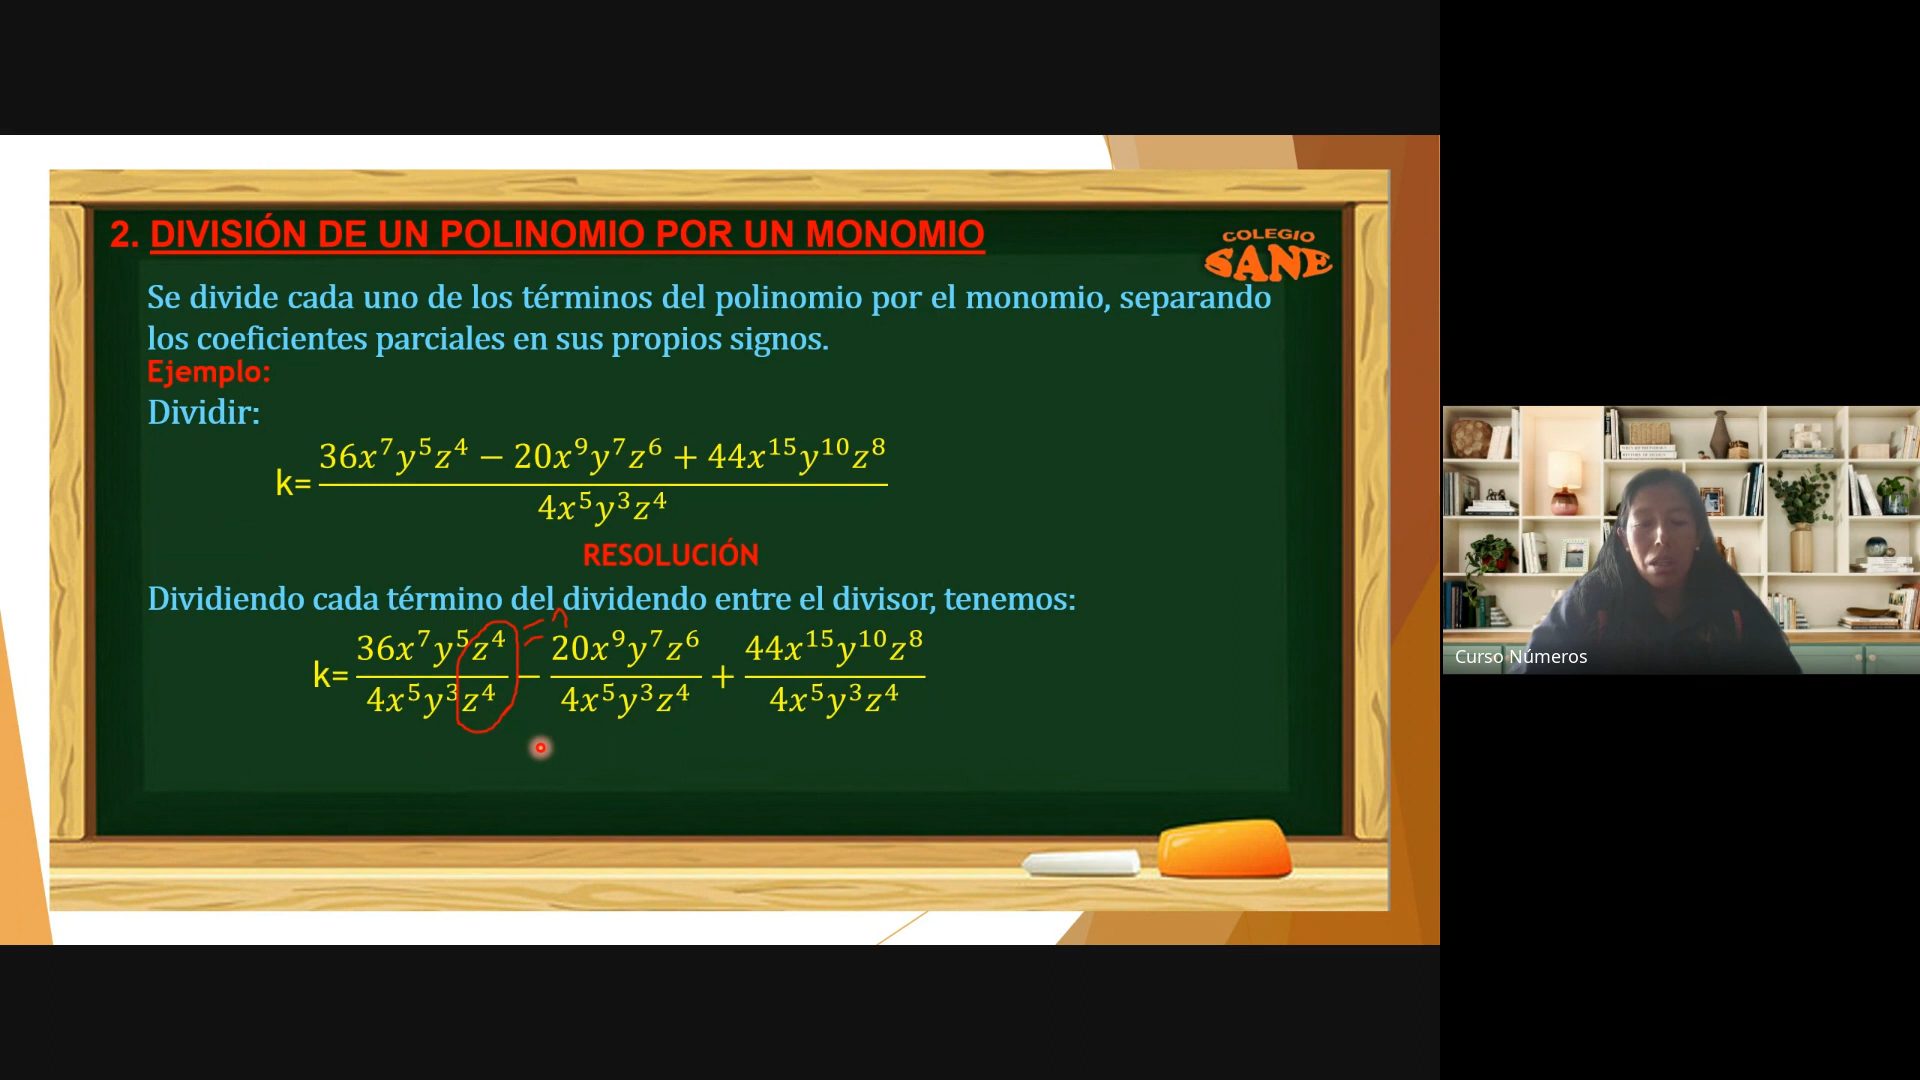 2. DIVISIÓN DE UN POLINOMIO POR UN MONOMIO
COLEGIO
SANE
Se divide cada uno de los términos del polinomio por el monomio, separando
los coeficientes parciales en sus propios signos.
Ejemplo:
Dividir:
k= (36x⁷y⁵z⁴ − 20x⁹y⁷z⁶ + 44x¹⁵y¹⁰z⁸) / (4x⁵y³z⁴)
RESOLUCIÓN
Dividiendo cada término del dividendo entre el divisor, tenemos:
k= (36x⁷y⁵z⁴) / (4x⁵y³z⁴) − (20x⁹y⁷z⁶) / (4x⁵y³z⁴) + (44x¹⁵y¹⁰z⁸) / (4x⁵y³z⁴)
Curso Números